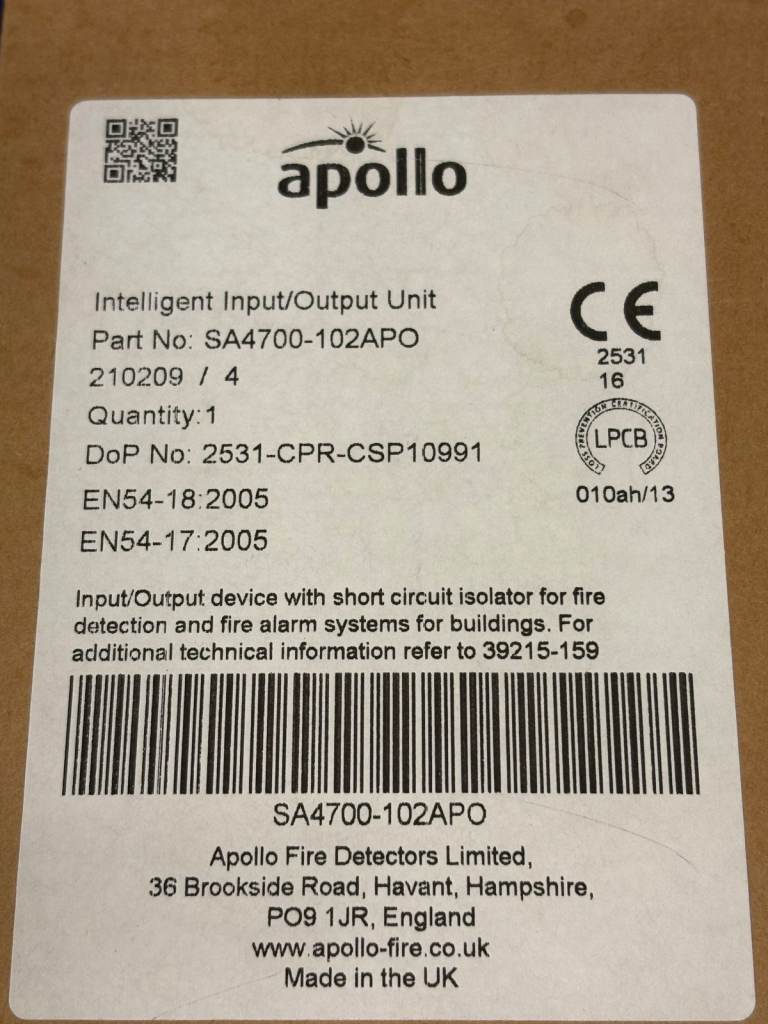 apollo
Intelligent Input/Output Unit
Part No: SA4700-102APO
210209 / 4
Quantity:1
DoP No: 2531-CPR-CSP10991
EN54-18:2005
EN54-17:2005
CE
2531
16
LOSS PREVENTION CERTIFICATION BOARD
LPCB
010ah/13
Input/Output device with short circuit isolator for fire
detection and fire alarm systems for buildings. For
additional technical information refer to 39215-159
SA4700-102APO
Apollo Fire Detectors Limited,
36 Brookside Road, Havant, Hampshire,
PO9 1JR, England
www.apollo-fire.co.uk
Made in the UK